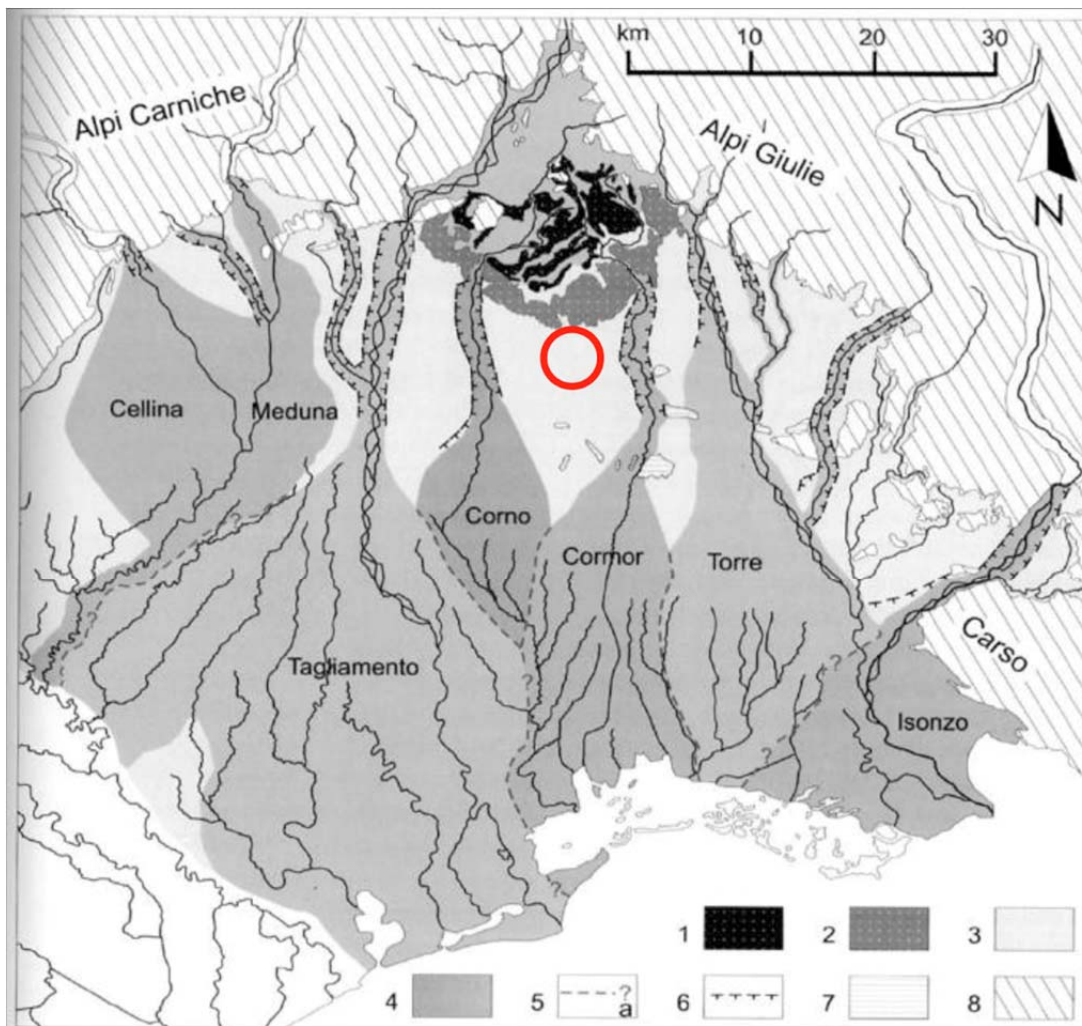 km 10 20 30
Alpi Carniche
Alpi Giulie
N
Cellina
Meduna
Corno
Cormor
Torre
Tagliamento
Carso
Isonzo
?
?
?
?
?
1 2 3
4 5 ? a 6 7 8